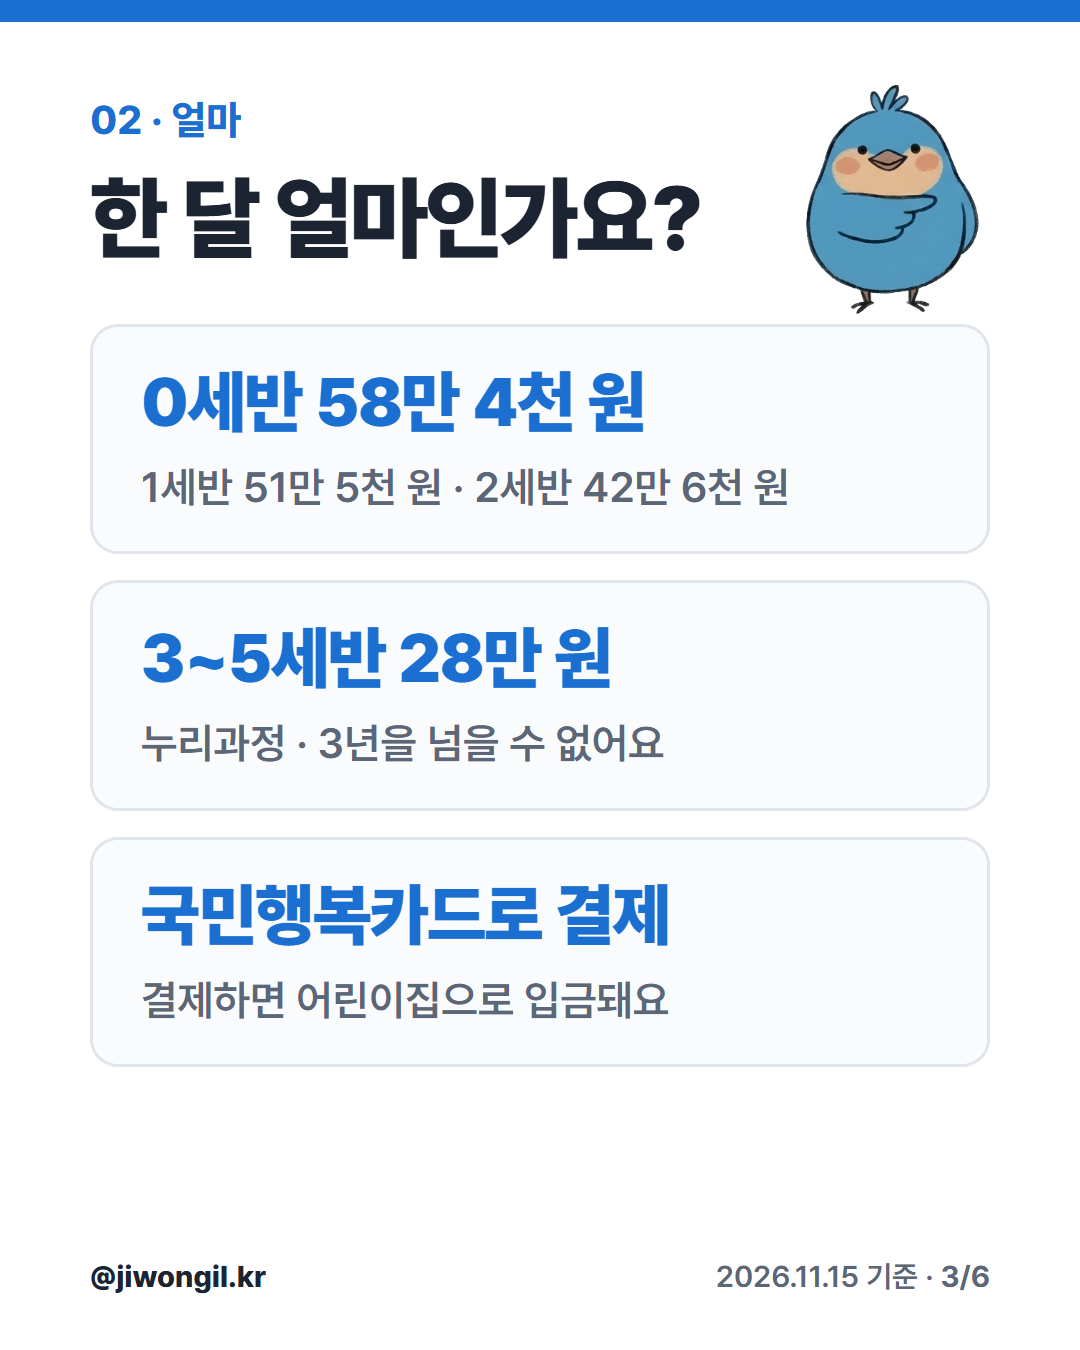 02 · 얼마
한 달 얼마인가요?
0세반 58만 4천 원
1세반 51만 5천 원 · 2세반 42만 6천 원
3~5세반 28만 원
누리과정 · 3년을 넘을 수 없어요
국민행복카드로 결제
결제하면 어린이집으로 입금돼요
@jiwongil.kr
2026.11.15 기준 · 3/6